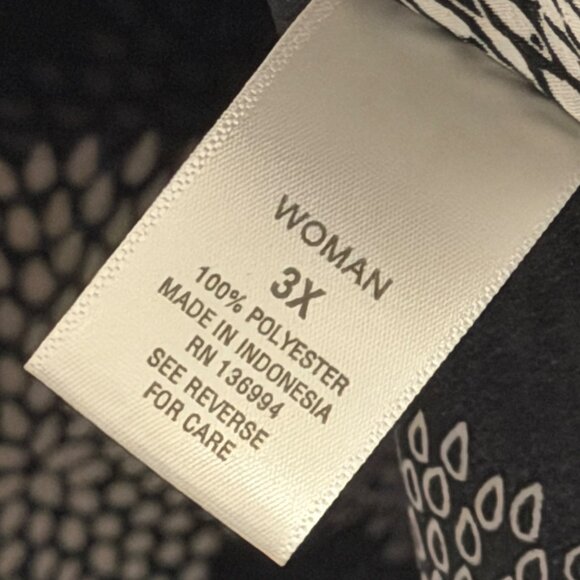 WOMAN
3X
100% POLYESTER
MADE IN INDONESIA
RN 136994
SEE REVERSE
FOR CARE